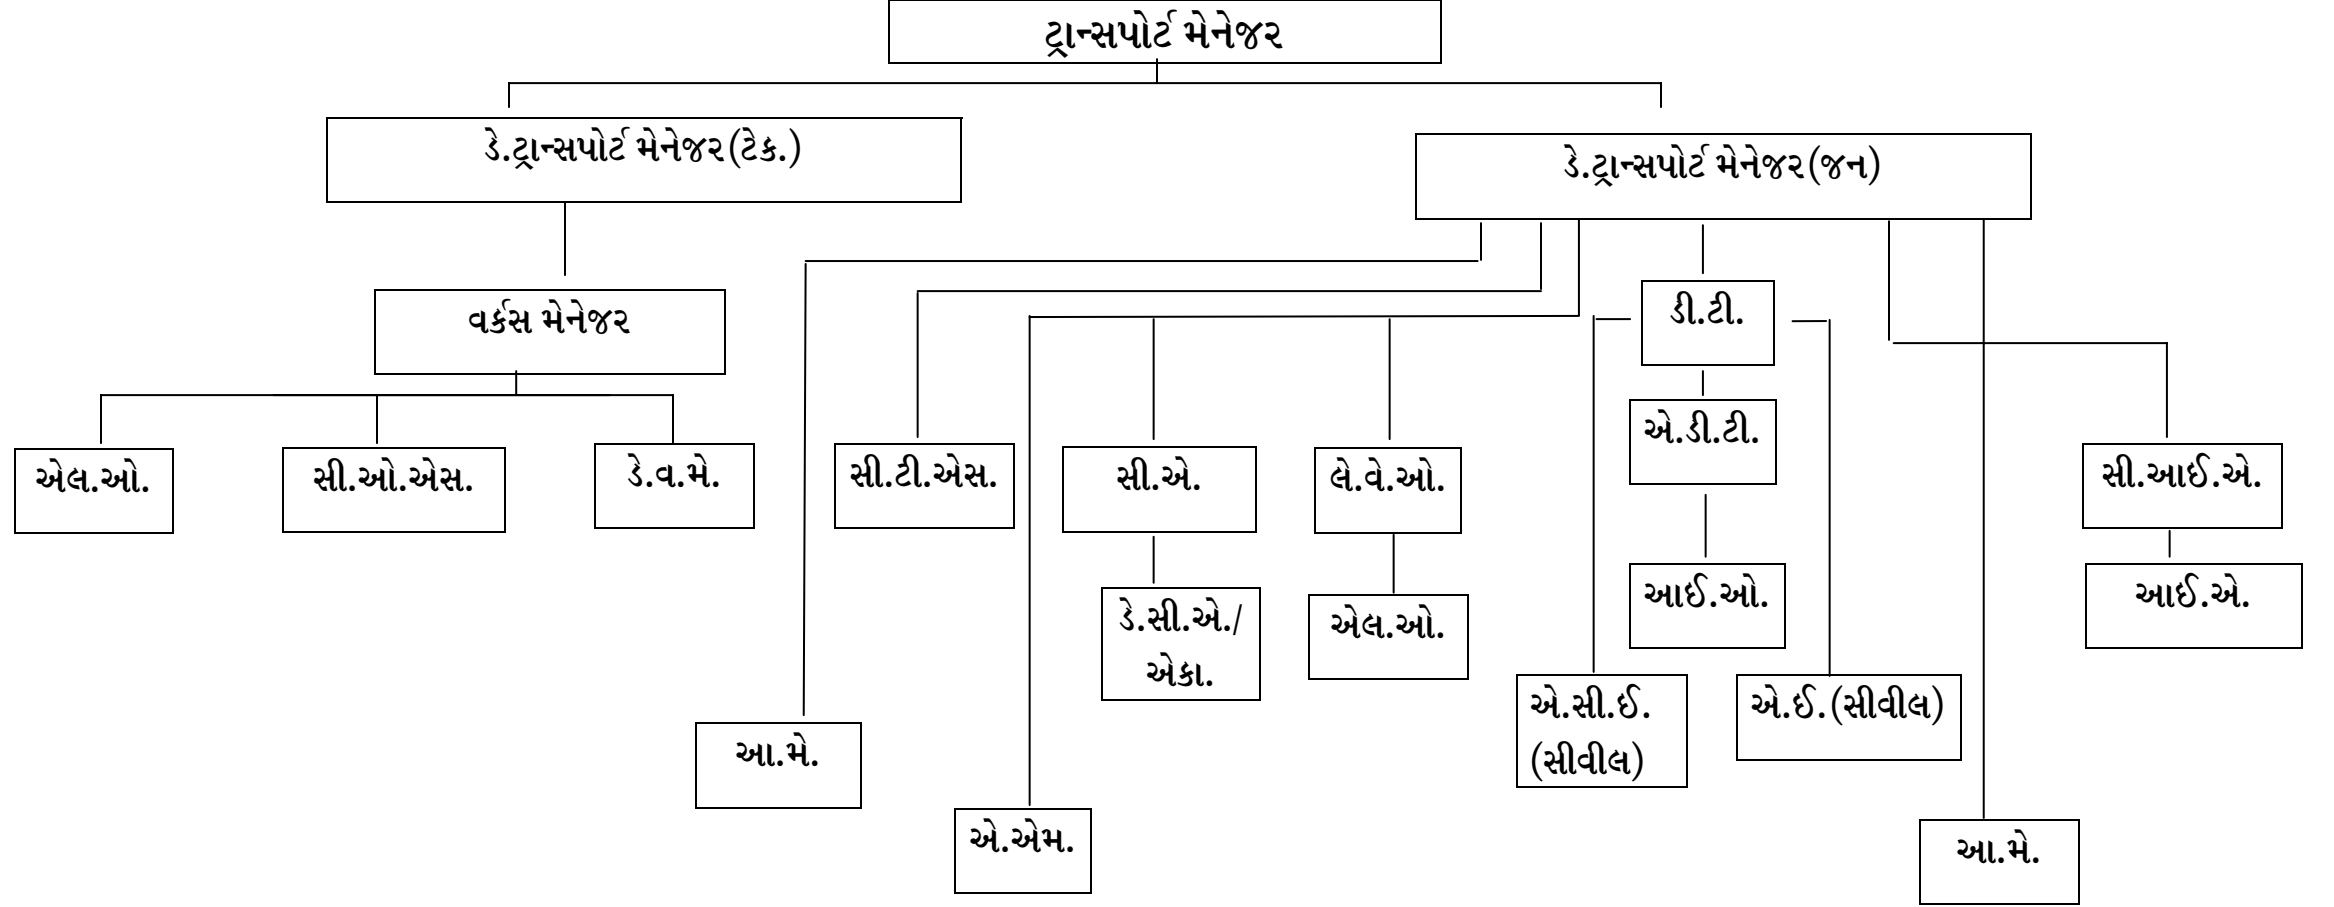 ટ્રાન્સપોર્ટ મેનેજર
ડે.ટ્રાન્સપોર્ટ મેનેજર(ટેક.)
ડે.ટ્રાન્સપોર્ટ મેનેજર(જન)
વર્કસ મેનેજર
ડી.ટી.
એ.ડી.ટી.
એલ.ઓ.
સી.ઓ.એસ.
ડે.વ.મે.
સી.ટી.એસ.
સી.એ.
લે.વે.ઓ.
સી.આઈ.એ.
ડે.સી.એ./
એકા.
એલ.ઓ.
આઈ.ઓ.
આઈ.એ.
આ.મે.
એ.સી.ઈ.
(સીવીલ)
એ.ઈ.(સીવીલ)
એ.એમ.
આ.મે.